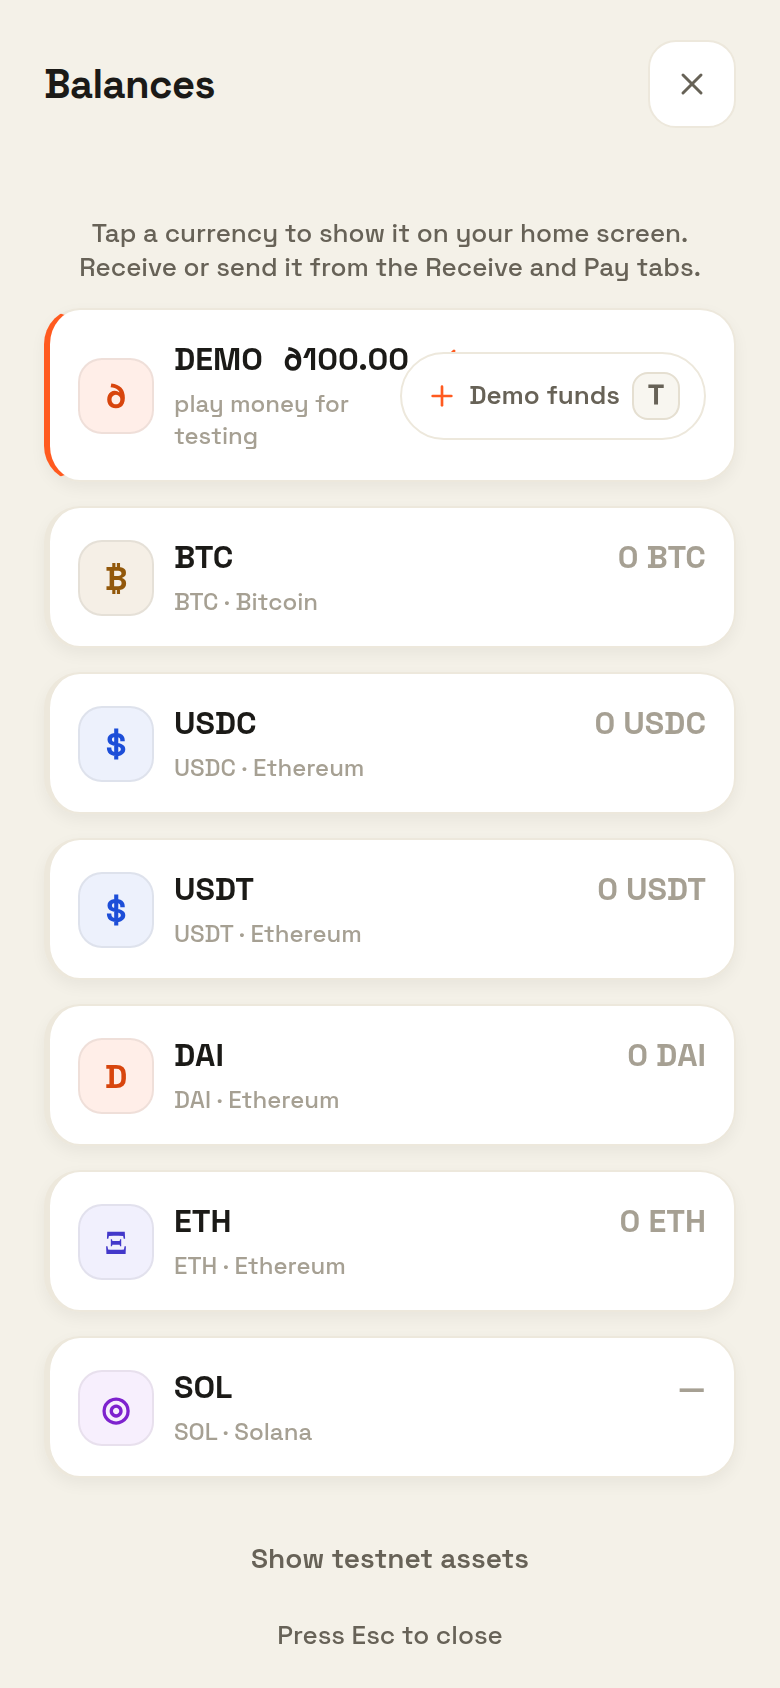 Balances
Tap a currency to show it on your home screen.
Receive or send it from the Receive and Pay tabs.
∂
DEMO ∂100.00
play money for
testing
+ Demo funds T
₿
BTC
0 BTC
BTC · Bitcoin
$
USDC
0 USDC
USDC · Ethereum
$
USDT
0 USDT
USDT · Ethereum
D
DAI
0 DAI
DAI · Ethereum
Ξ
ETH
0 ETH
ETH · Ethereum
◎
SOL
—
SOL · Solana
Show testnet assets
Press Esc to close